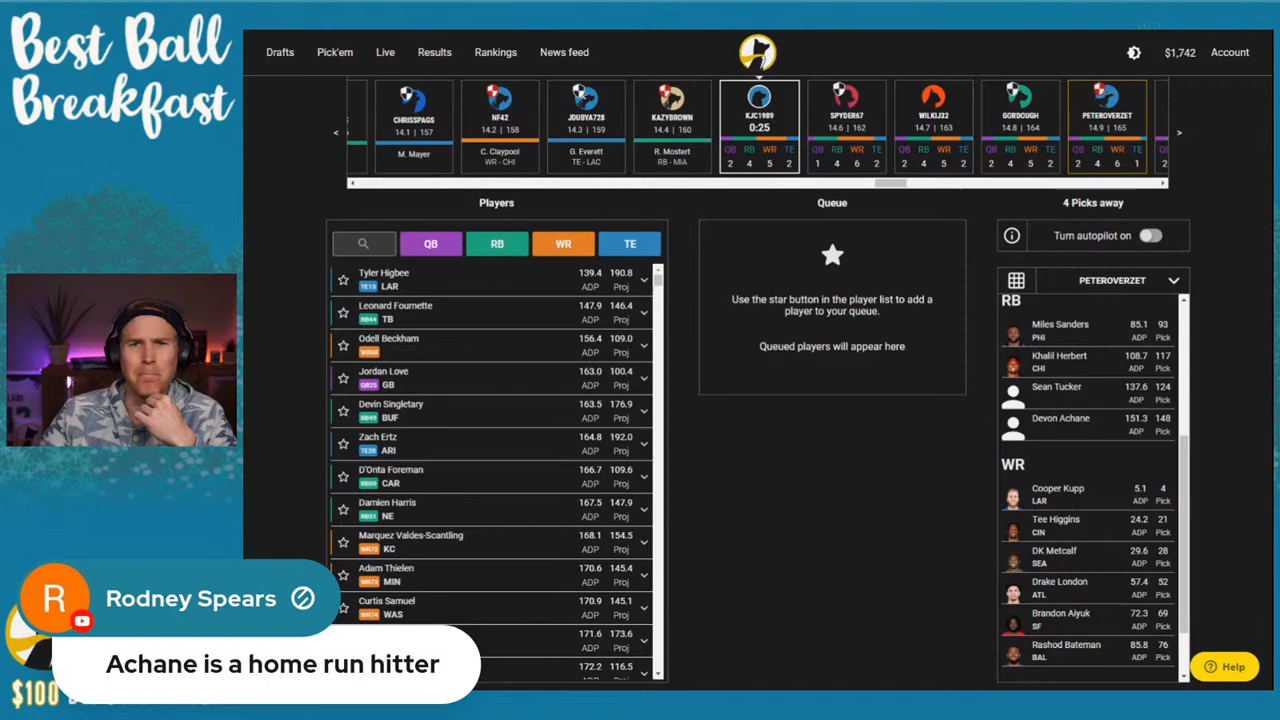 Best Ball
Breakfast
Drafts
Pick'em
Live
Results
Rankings
News feed
$1,742
Account
<
CHRISSPAGS
14.1 | 157
M. Mayer
NF42
14.2 | 158
C. Claypool
WR - CHI
JDUBYA728
14.3 | 159
G. Everett
TE - LAC
KAZYBROWN
14.4 | 160
R. Mostert
RB - MIA
KJC1989
0:25
QB RB WR TE
2 4 5 2
SPYDER67
14.6 | 162
QB RB WR TE
1 4 6 2
WILKIJ32
14.7 | 163
QB RB WR TE
2 4 5 2
GORDOUGH
14.8 | 164
QB RB WR TE
2 4 5 2
PETEROVERZET
14.9 | 165
QB RB WR TE
2 4 6 1
2
>
Players
QB
RB
WR
TE
Tyler Higbee 139.4 190.8
TE18 LAR ADP Proj
Leonard Fournette 147.9 146.4
RB44 TB ADP Proj
Odell Beckham 156.4 109.0
ADP Proj
Jordan Love 163.0 100.4
QB25 GB ADP Proj
Devin Singletary 163.5 176.9
RB49 BUF ADP Proj
Zach Ertz 164.8 192.0
TE20 ARI ADP Proj
D'Onta Foreman 166.7 109.6
RB50 CAR ADP Proj
Damien Harris 167.5 147.9
RB51 NE ADP Proj
Marquez Valdes-Scantling 168.1 154.5
WR72 KC ADP Proj
Adam Thielen 170.6 145.4
WR73 MIN ADP Proj
Curtis Samuel 170.9 145.1
WR74 WAS ADP Proj
171.6 173.6
ADP Proj
172.2 116.5
Queue
Use the star button in the player list to add a
player to your queue.
Queued players will appear here
4 Picks away
Turn autopilot on
PETEROVERZET
RB
Miles Sanders 85.1 93
PHI ADP Pick
Khalil Herbert 108.7 117
CHI ADP Pick
Sean Tucker 137.6 124
ADP Pick
Devon Achane 151.3 148
ADP Pick
WR
Cooper Kupp 5.1 4
LAR ADP Pick
Tee Higgins 24.2 21
CIN ADP Pick
DK Metcalf 29.6 28
SEA ADP Pick
Drake London 57.4 52
ATL ADP Pick
Brandon Aiyuk 72.3 69
SF ADP Pick
Rashod Bateman 85.8 76
BAL ADP Pick
Help
R
Rodney Spears
Achane is a home run hitter
$100